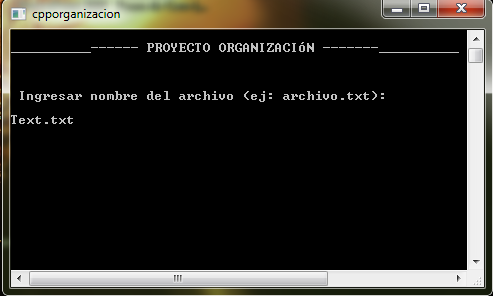 cpporganizacion
__________------ PROYECTO ORGANIZACIóN -------__________
Ingresar nombre del archivo (ej: archivo.txt):
Text.txt